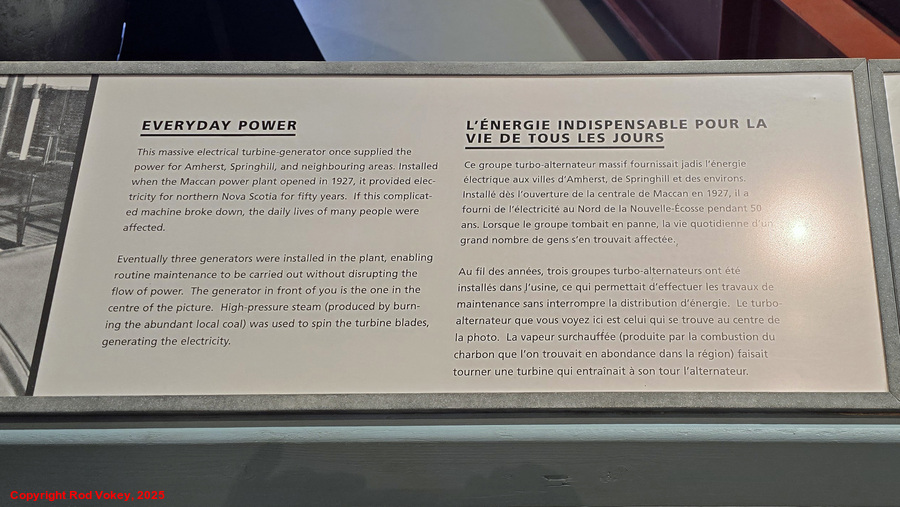 EVERYDAY POWER
This massive electrical turbine-generator once supplied the
power for Amherst, Springhill, and neighbouring areas. Installed
when the Maccan power plant opened in 1927, it provided elec-
tricity for northern Nova Scotia for fifty years. If this complicat-
ed machine broke down, the daily lives of many people were
affected.
Eventually three generators were installed in the plant, enabling
routine maintenance to be carried out without disrupting the
flow of power. The generator in front of you is the one in the
centre of the picture. High-pressure steam (produced by burn-
ing the abundant local coal) was used to spin the turbine blades,
generating the electricity.
L'ÉNERGIE INDISPENSABLE POUR LA
VIE DE TOUS LES JOURS
Ce groupe turbo-alternateur massif fournissait jadis l'énergie
électrique aux villes d'Amherst, de Springhill et des environs.
Installé dès l'ouverture de la centrale de Maccan en 1927, il a
fourni de l'électricité au Nord de la Nouvelle-Écosse pendant 50
ans. Lorsque le groupe tombait en panne, la vie quotidienne d'un
grand nombre de gens s'en trouvait affectée.
Au fil des années, trois groupes turbo-alternateurs ont été
installés dans l'usine, ce qui permettait d'effectuer les travaux de
maintenance sans interrompre la distribution d'énergie. Le turbo-
alternateur que vous voyez ici est celui qui se trouve au centre de
la photo. La vapeur surchauffée (produite par la combustion du
charbon que l'on trouvait en abondance dans la région) faisait
tourner une turbine qui entraînait à son tour l'alternateur.
Copyright Rod Vokey, 2025